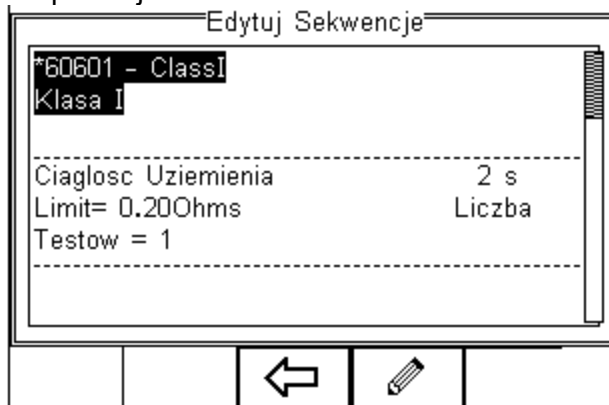 Edytuj Sekwencje
*60601 - ClassI
Klasa I
Ciaglosc Uziemienia 2 s
Limit= 0.20Ohms Liczba
Testow = 1